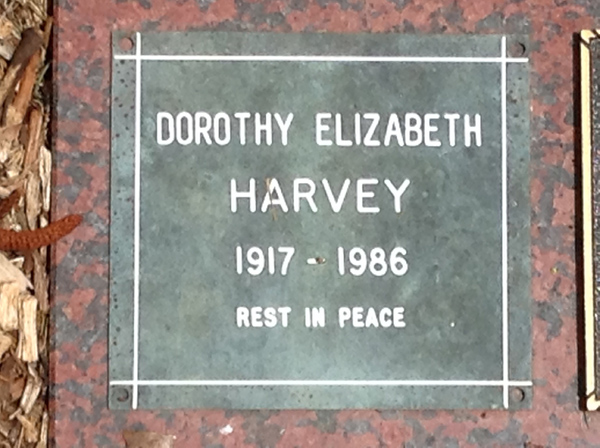 DOROTHY ELIZABETH
HARVEY
1917 - 1986
REST IN PEACE